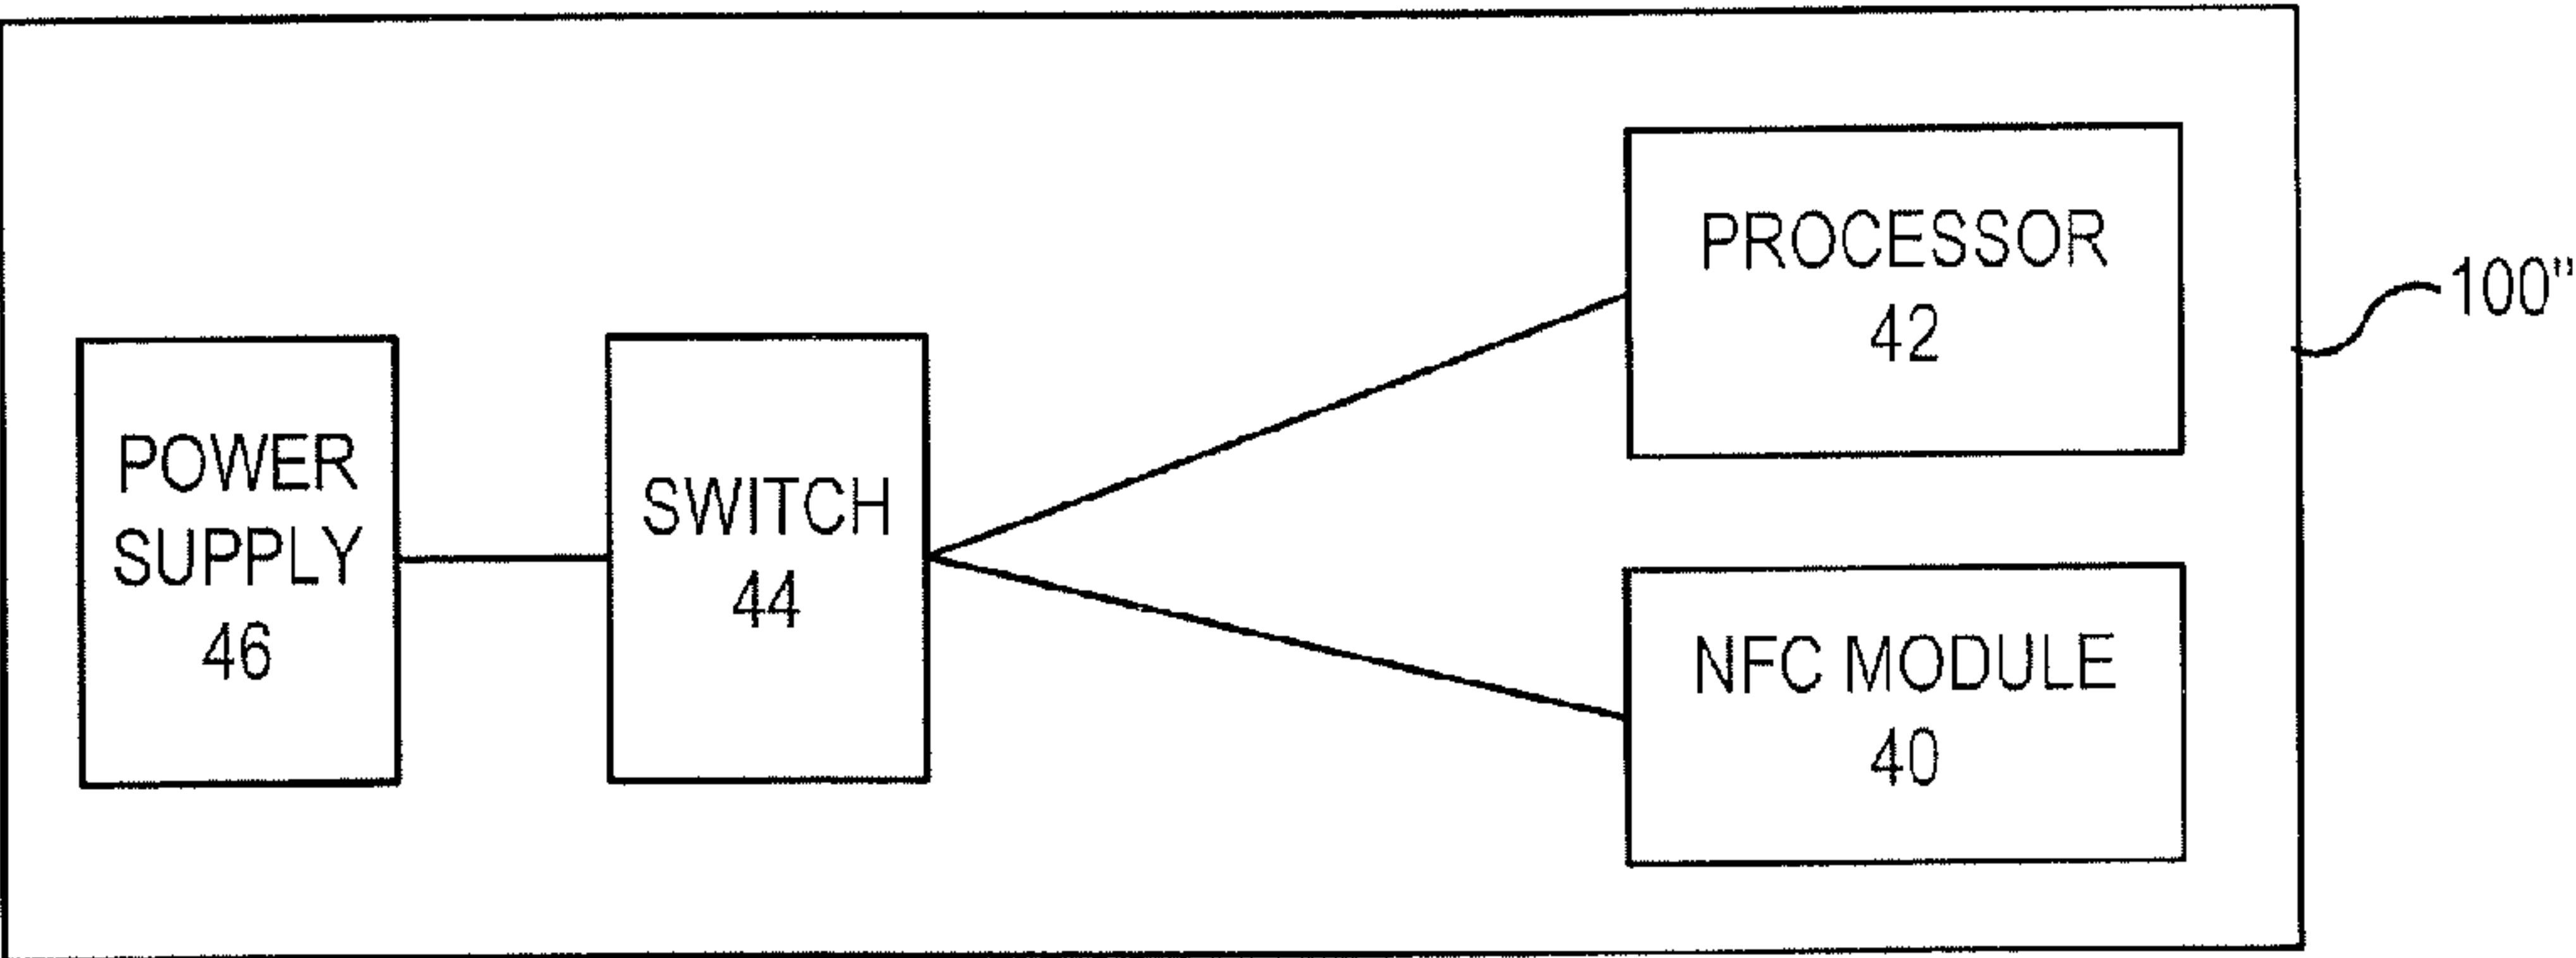 PROCESSOR
42
100"
POWER
SUPPLY
46
SWITCH
44
NFC MODULE
40